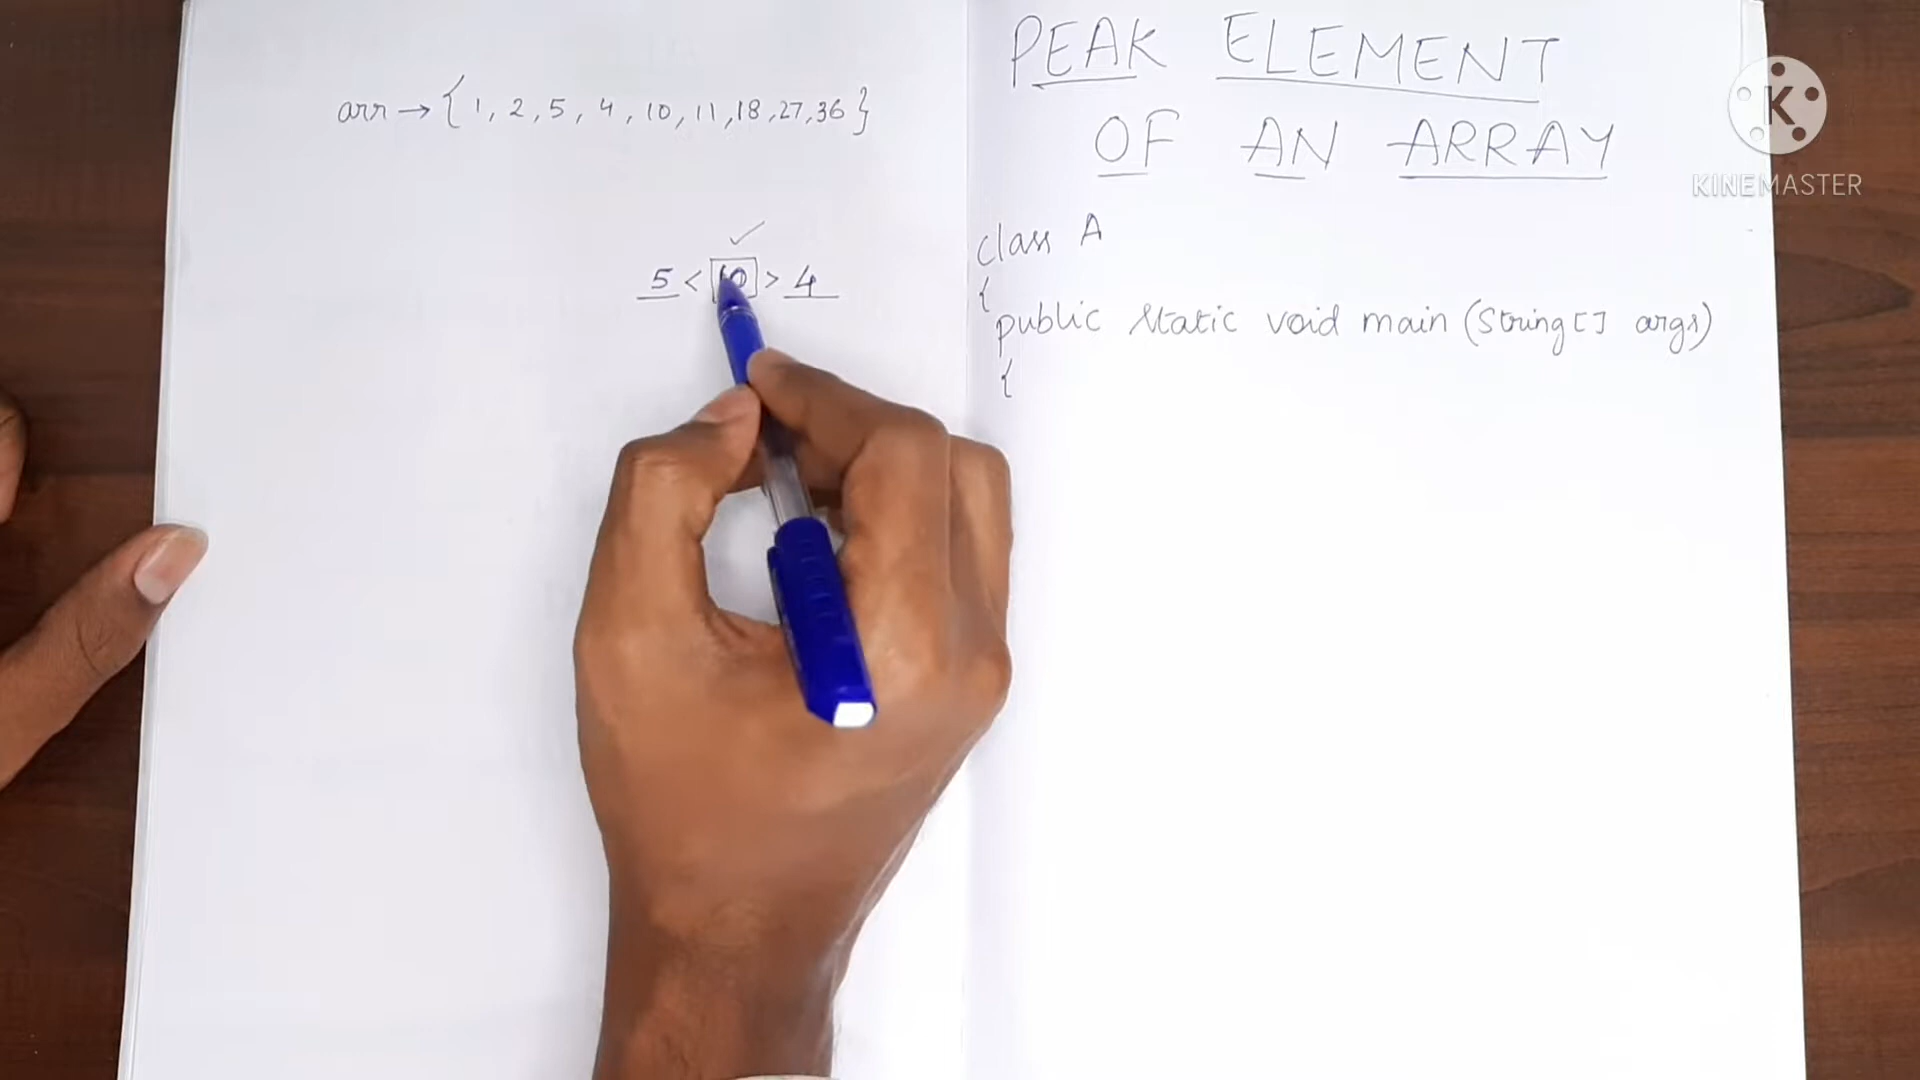 arr → { 1, 2, 5, 4, 10, 11, 18, 27, 36 }
5 < 10 > 4
PEAK ELEMENT
OF AN ARRAY
class A
{
public static void main (String[] args)
{
K
KINEMASTER